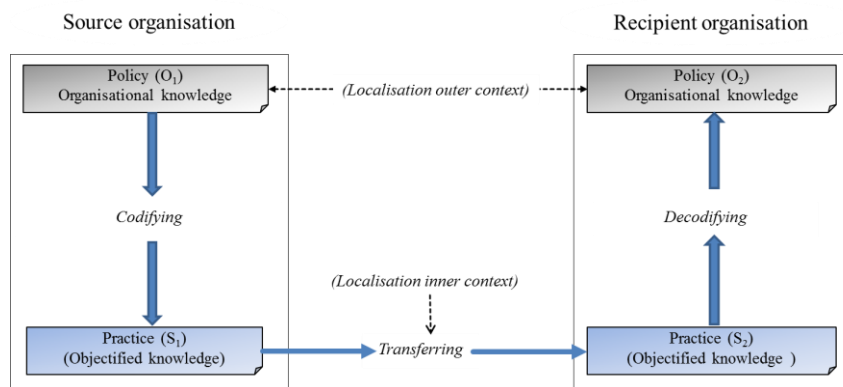 Source organisation
Recipient organisation
Policy (O₁)
Organisational knowledge
(Localisation outer context)
Policy (O₂)
Organisational knowledge
Codifying
Decodifying
(Localisation inner context)
Practice (S₁)
(Objectified knowledge)
Transferring
Practice (S₂)
(Objectified knowledge )